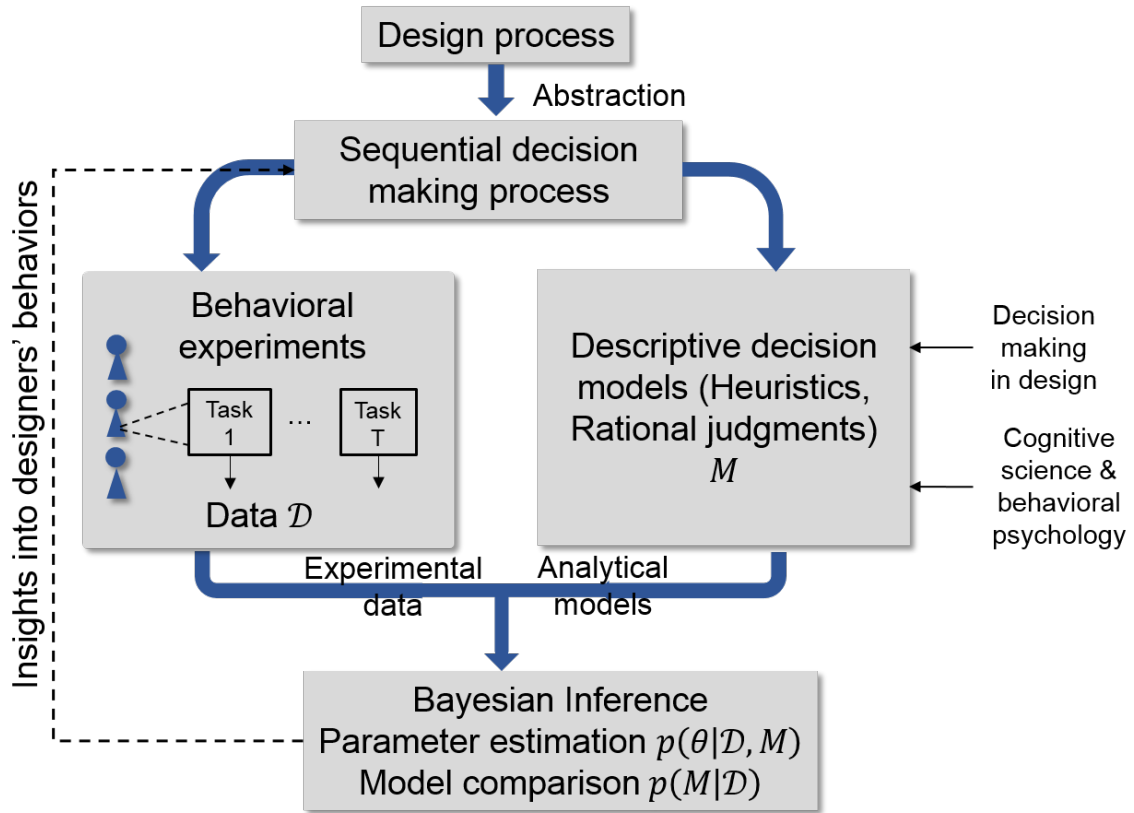 Design process
Abstraction
Sequential decision
making process
Insights into designers' behaviors
Behavioral
experiments
Task
1
...
Task
T
Data 𝒟
Descriptive decision
models (Heuristics,
Rational judgments)
M
Decision
making
in design
Cognitive
science &
behavioral
psychology
Experimental
data
Analytical
models
Bayesian Inference
Parameter estimation p(θ|𝒟, M)
Model comparison p(M|𝒟)